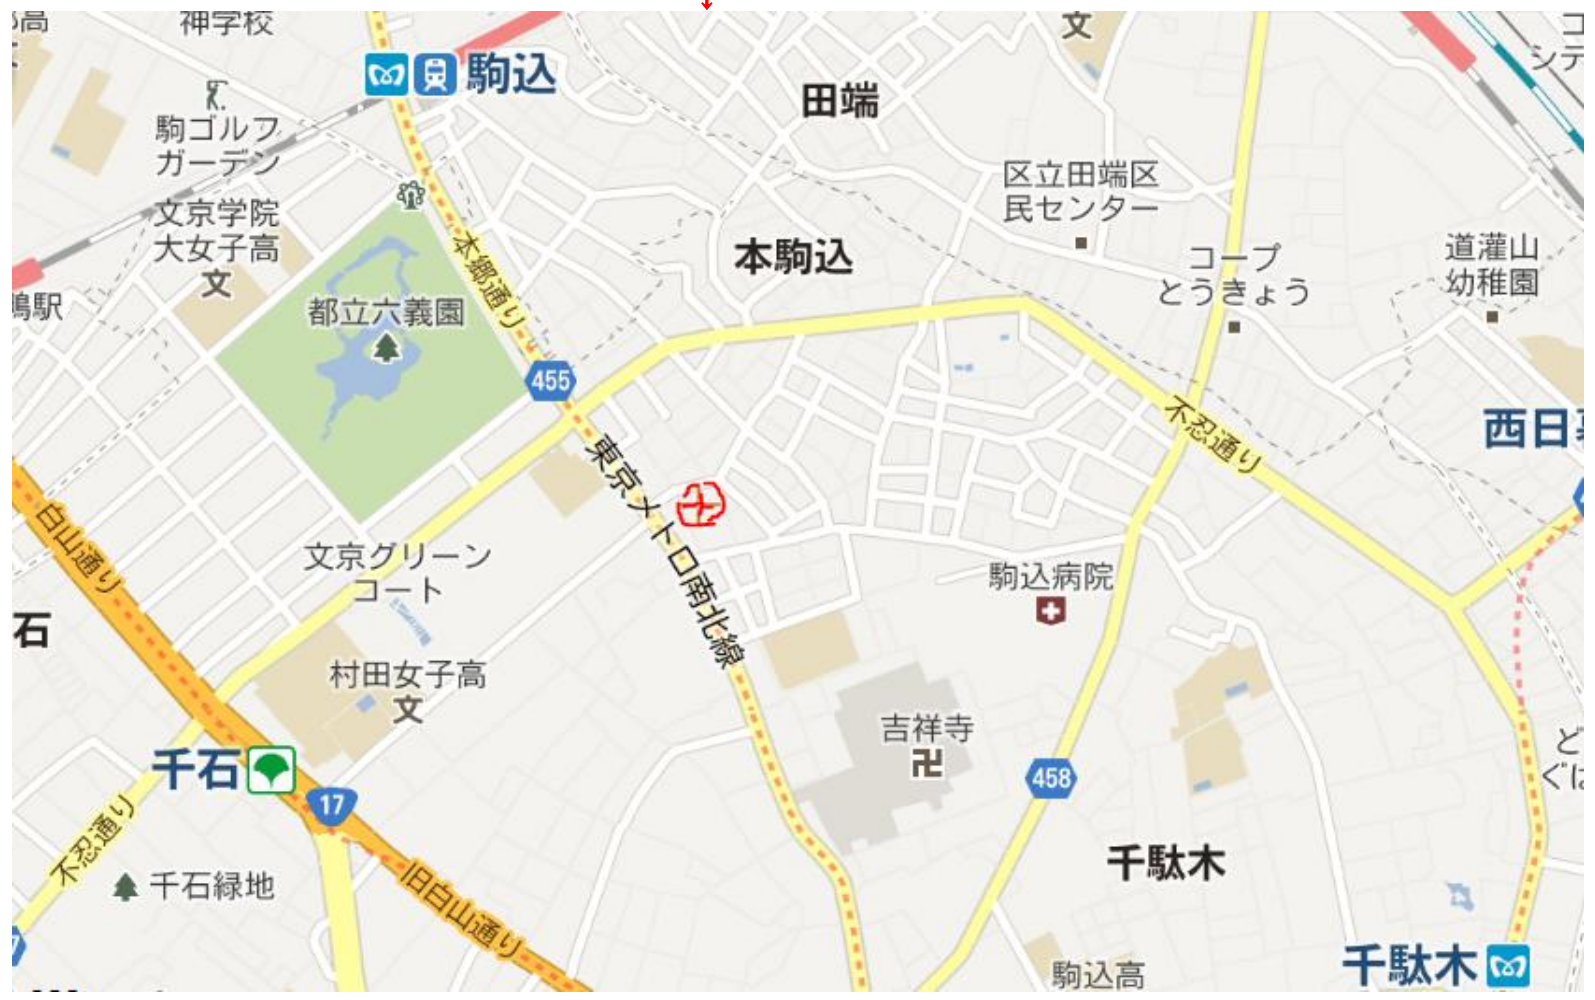 神学校
駒込
田端
文
駒ゴルフ
ガーデン
文京学院
大女子高
文
区立田端区
民センター
本駒込
コープ
とうきょう
道灌山
幼稚園
都立六義園
本郷通り
455
不忍通り
東京メトロ南北線
白山通り
文京グリーン
コート
駒込病院
石
村田女子高
文
吉祥寺
卍
千石
17
458
不忍通り
千石緑地
旧白山通り
千駄木
駒込高
千駄木